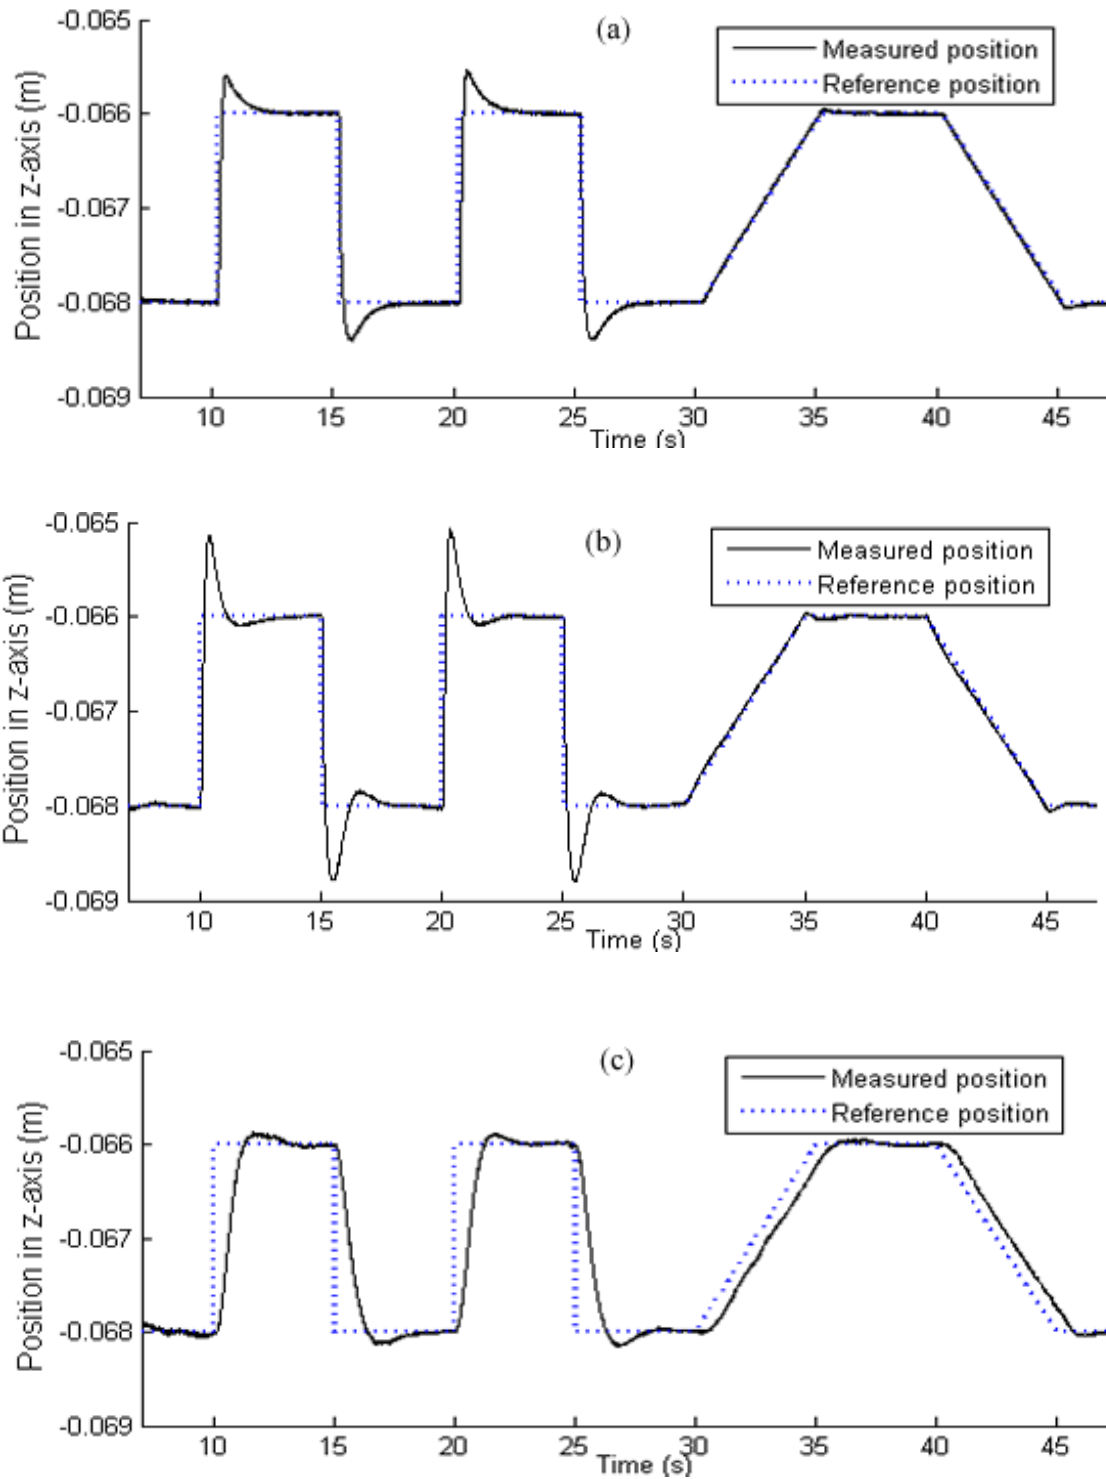 (a)
Measured position
Reference position
Position in z-axis (m)
-0.065
-0.066
-0.067
-0.068
-0.069
10 15 20 25 30 35 40 45
Time (s)
(b)
Measured position
Reference position
Position in z-axis (m)
-0.065
-0.066
-0.067
-0.068
-0.069
10 15 20 25 30 35 40 45
Time (s)
(c)
Measured position
Reference position
Position in z-axis (m)
-0.065
-0.066
-0.067
-0.068
-0.069
10 15 20 25 30 35 40 45
Time (s)